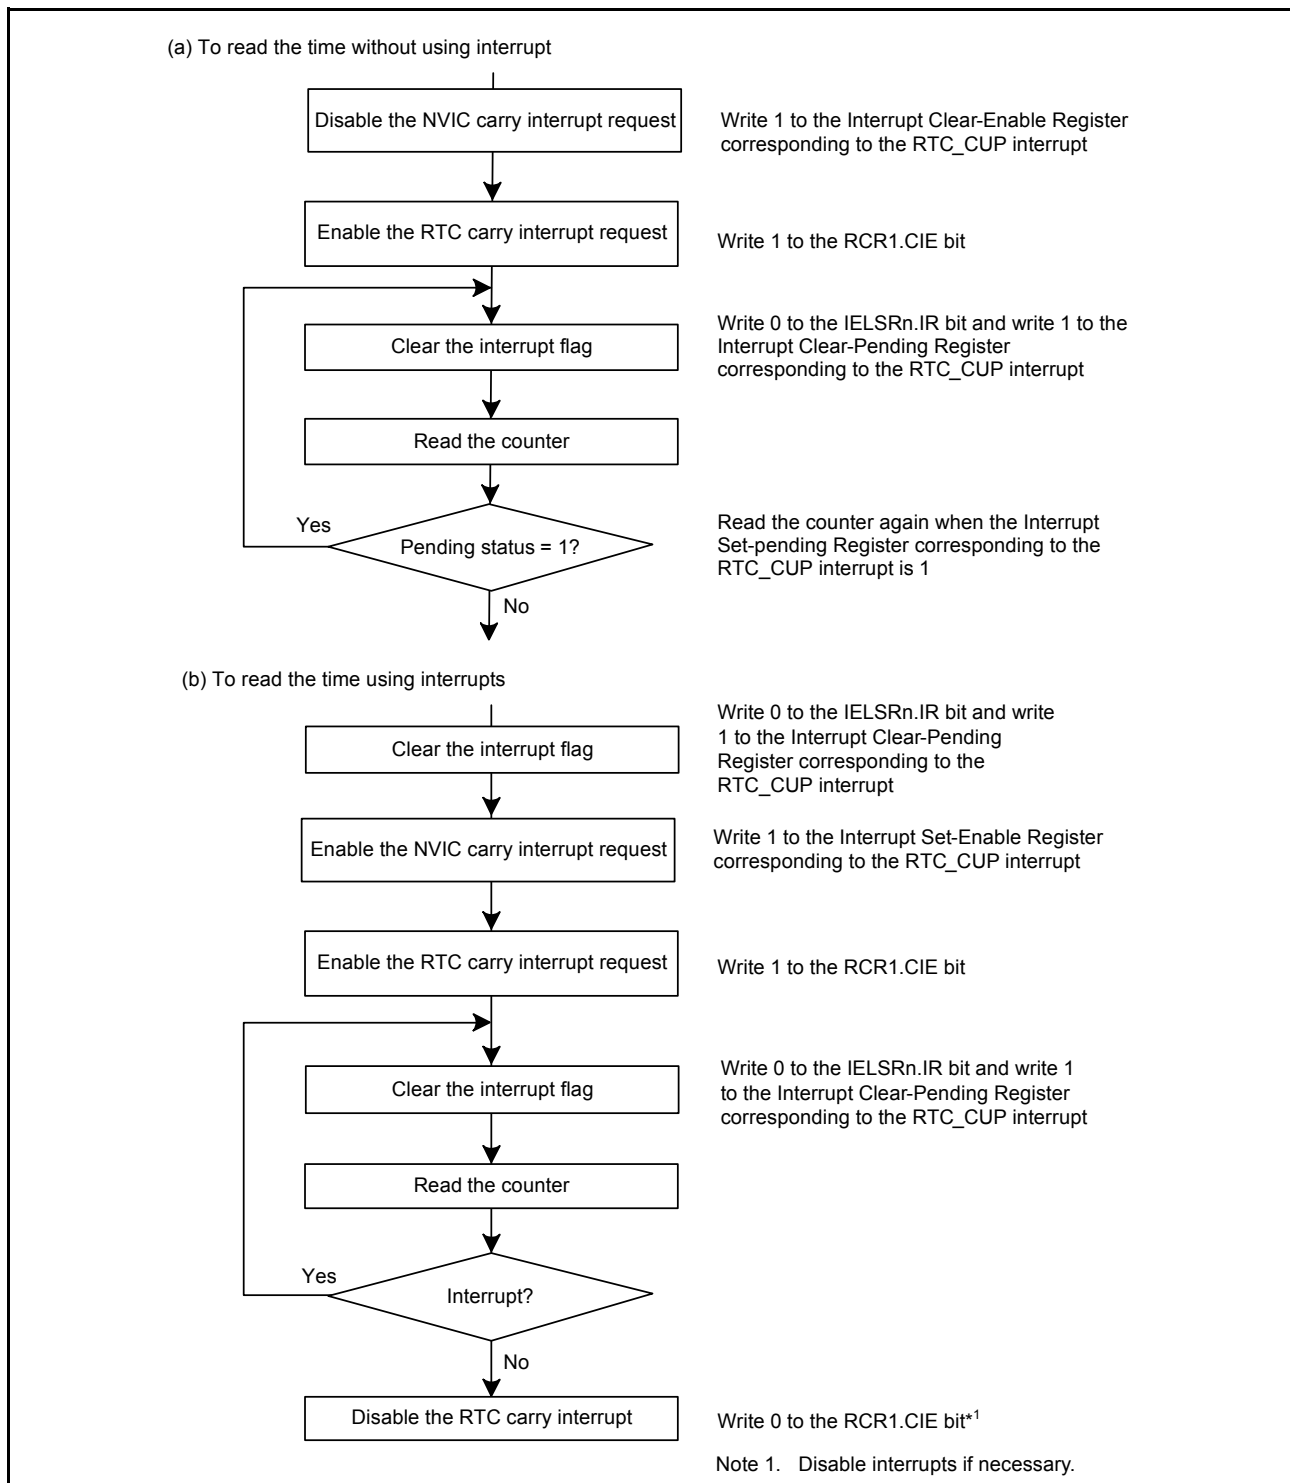 (a) To read the time without using interrupt
Disable the NVIC carry interrupt request
Write 1 to the Interrupt Clear-Enable Register
corresponding to the RTC_CUP interrupt
Enable the RTC carry interrupt request
Write 1 to the RCR1.CIE bit
Write 0 to the IELSRn.IR bit and write 1 to the
Interrupt Clear-Pending Register
corresponding to the RTC_CUP interrupt
Clear the interrupt flag
Read the counter
Yes
Pending status = 1?
Read the counter again when the Interrupt
Set-pending Register corresponding to the
RTC_CUP interrupt is 1
No
(b) To read the time using interrupts
Write 0 to the IELSRn.IR bit and write
1 to the Interrupt Clear-Pending
Register corresponding to the
RTC_CUP interrupt
Clear the interrupt flag
Enable the NVIC carry interrupt request
Write 1 to the Interrupt Set-Enable Register
corresponding to the RTC_CUP interrupt
Enable the RTC carry interrupt request
Write 1 to the RCR1.CIE bit
Clear the interrupt flag
Write 0 to the IELSRn.IR bit and write 1
to the Interrupt Clear-Pending Register
corresponding to the RTC_CUP interrupt
Read the counter
Yes
Interrupt?
No
Disable the RTC carry interrupt
Write 0 to the RCR1.CIE bit*1
Note 1. Disable interrupts if necessary.